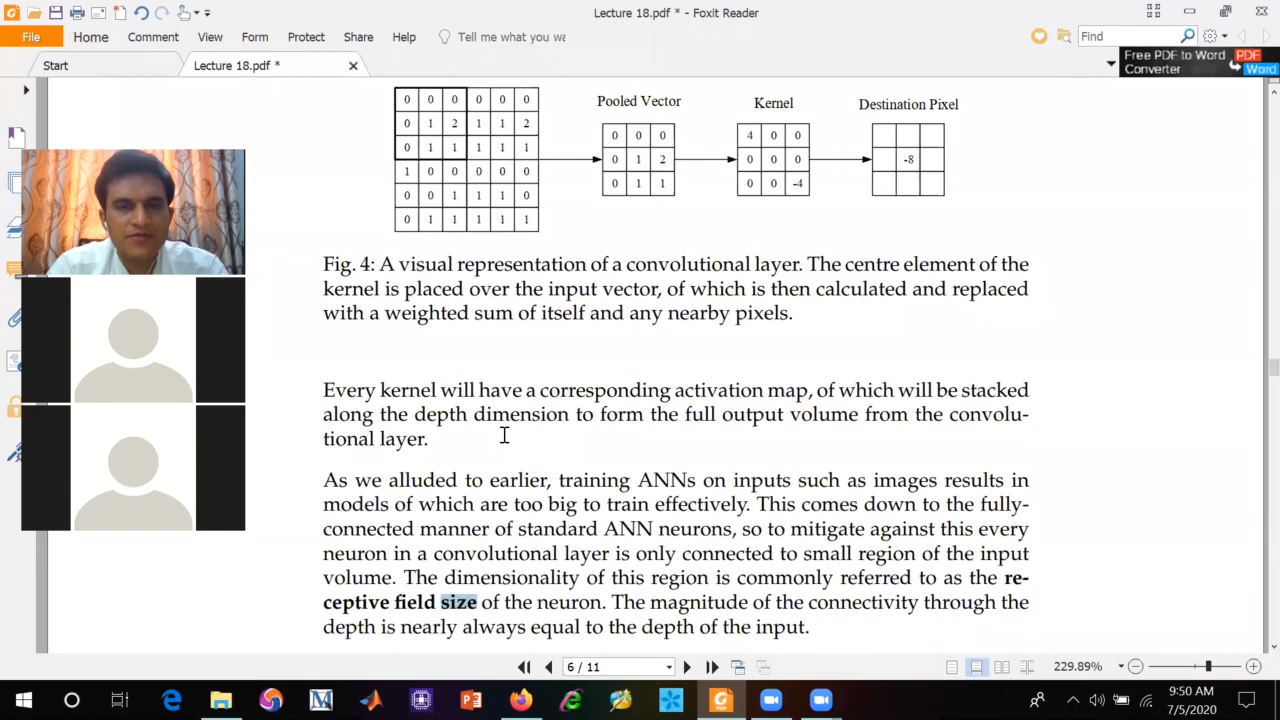 Lecture 18.pdf * - Foxit Reader
File Home Comment View Form Protect Share Help Tell me what you wa Find
Start Lecture 18.pdf * Free PDF to Word Converter PDF Word
Pooled Vector Kernel Destination Pixel
0 0 0 0 0 0
0 1 2 1 1 2
0 1 1 1 1 1
1 0 0 0 0 0
0 0 1 1 1 0
0 1 1 1 1 1
0 0 0
0 1 2
0 1 1
4 0 0
0 0 0
0 0 -4
-8
Fig. 4: A visual representation of a convolutional layer. The centre element of the
kernel is placed over the input vector, of which is then calculated and replaced
with a weighted sum of itself and any nearby pixels.
Every kernel will have a corresponding activation map, of which will be stacked
along the depth dimension to form the full output volume from the convolu-
tional layer.
As we alluded to earlier, training ANNs on inputs such as images results in
models of which are too big to train effectively. This comes down to the fully-
connected manner of standard ANN neurons, so to mitigate against this every
neuron in a convolutional layer is only connected to small region of the input
volume. The dimensionality of this region is commonly referred to as the re-
ceptive field size of the neuron. The magnitude of the connectivity through the
depth is nearly always equal to the depth of the input.
6 / 11 229.89%
9:50 AM
7/5/2020